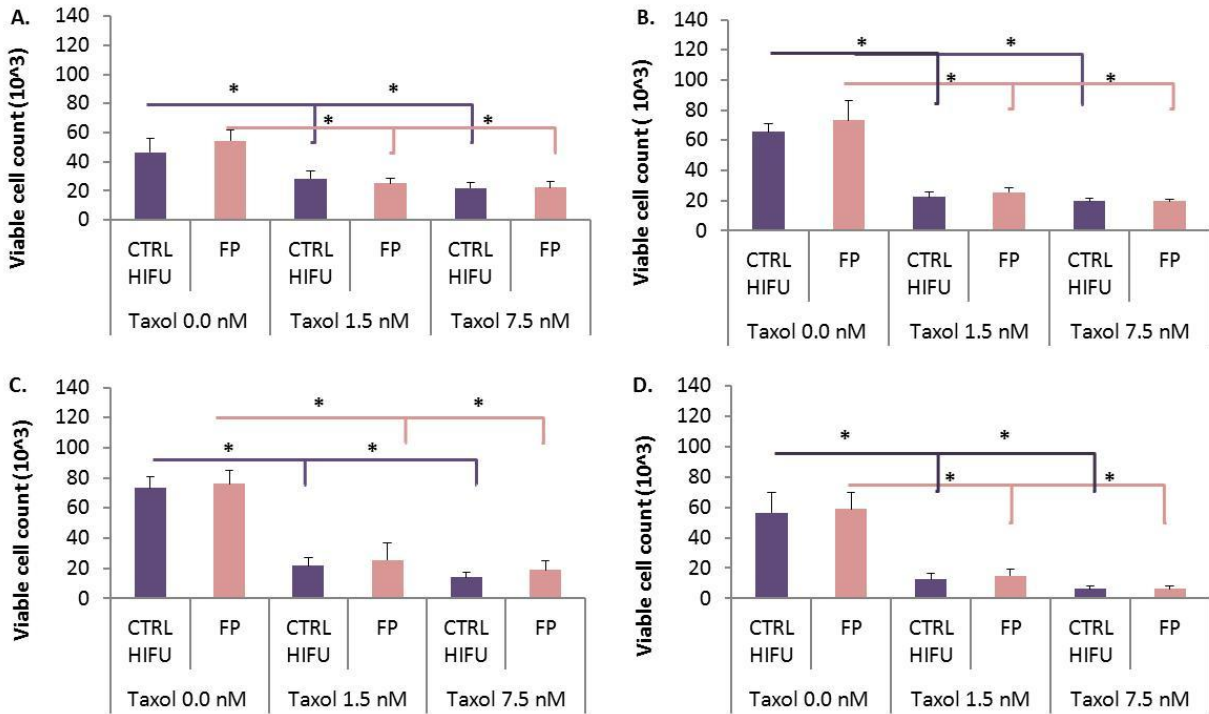 A.
Viable cell count (10^3)
140
120
100
80
60
40
20
0
* *
* *
CTRL HIFU FP CTRL HIFU FP CTRL HIFU FP
Taxol 0.0 nM Taxol 1.5 nM Taxol 7.5 nM
B.
Viable cell count ( 10^3)
140
120
100
80
60
40
20
0
* *
* *
CTRL HIFU FP CTRL HIFU FP CTRL HIFU FP
Taxol 0.0 nM Taxol 1.5 nM Taxol 7.5 nM
C.
Viable cell count (10^3)
140
120
100
80
60
40
20
0
* *
* *
CTRL HIFU FP CTRL HIFU FP CTRL HIFU FP
Taxol 0.0 nM Taxol 1.5 nM Taxol 7.5 nM
D.
Viable cell count (10^3)
140
120
100
80
60
40
20
0
* *
* *
CTRL HIFU FP CTRL HIFU FP CTRL HIFU FP
Taxol 0.0 nM Taxol 1.5 nM Taxol 7.5 nM